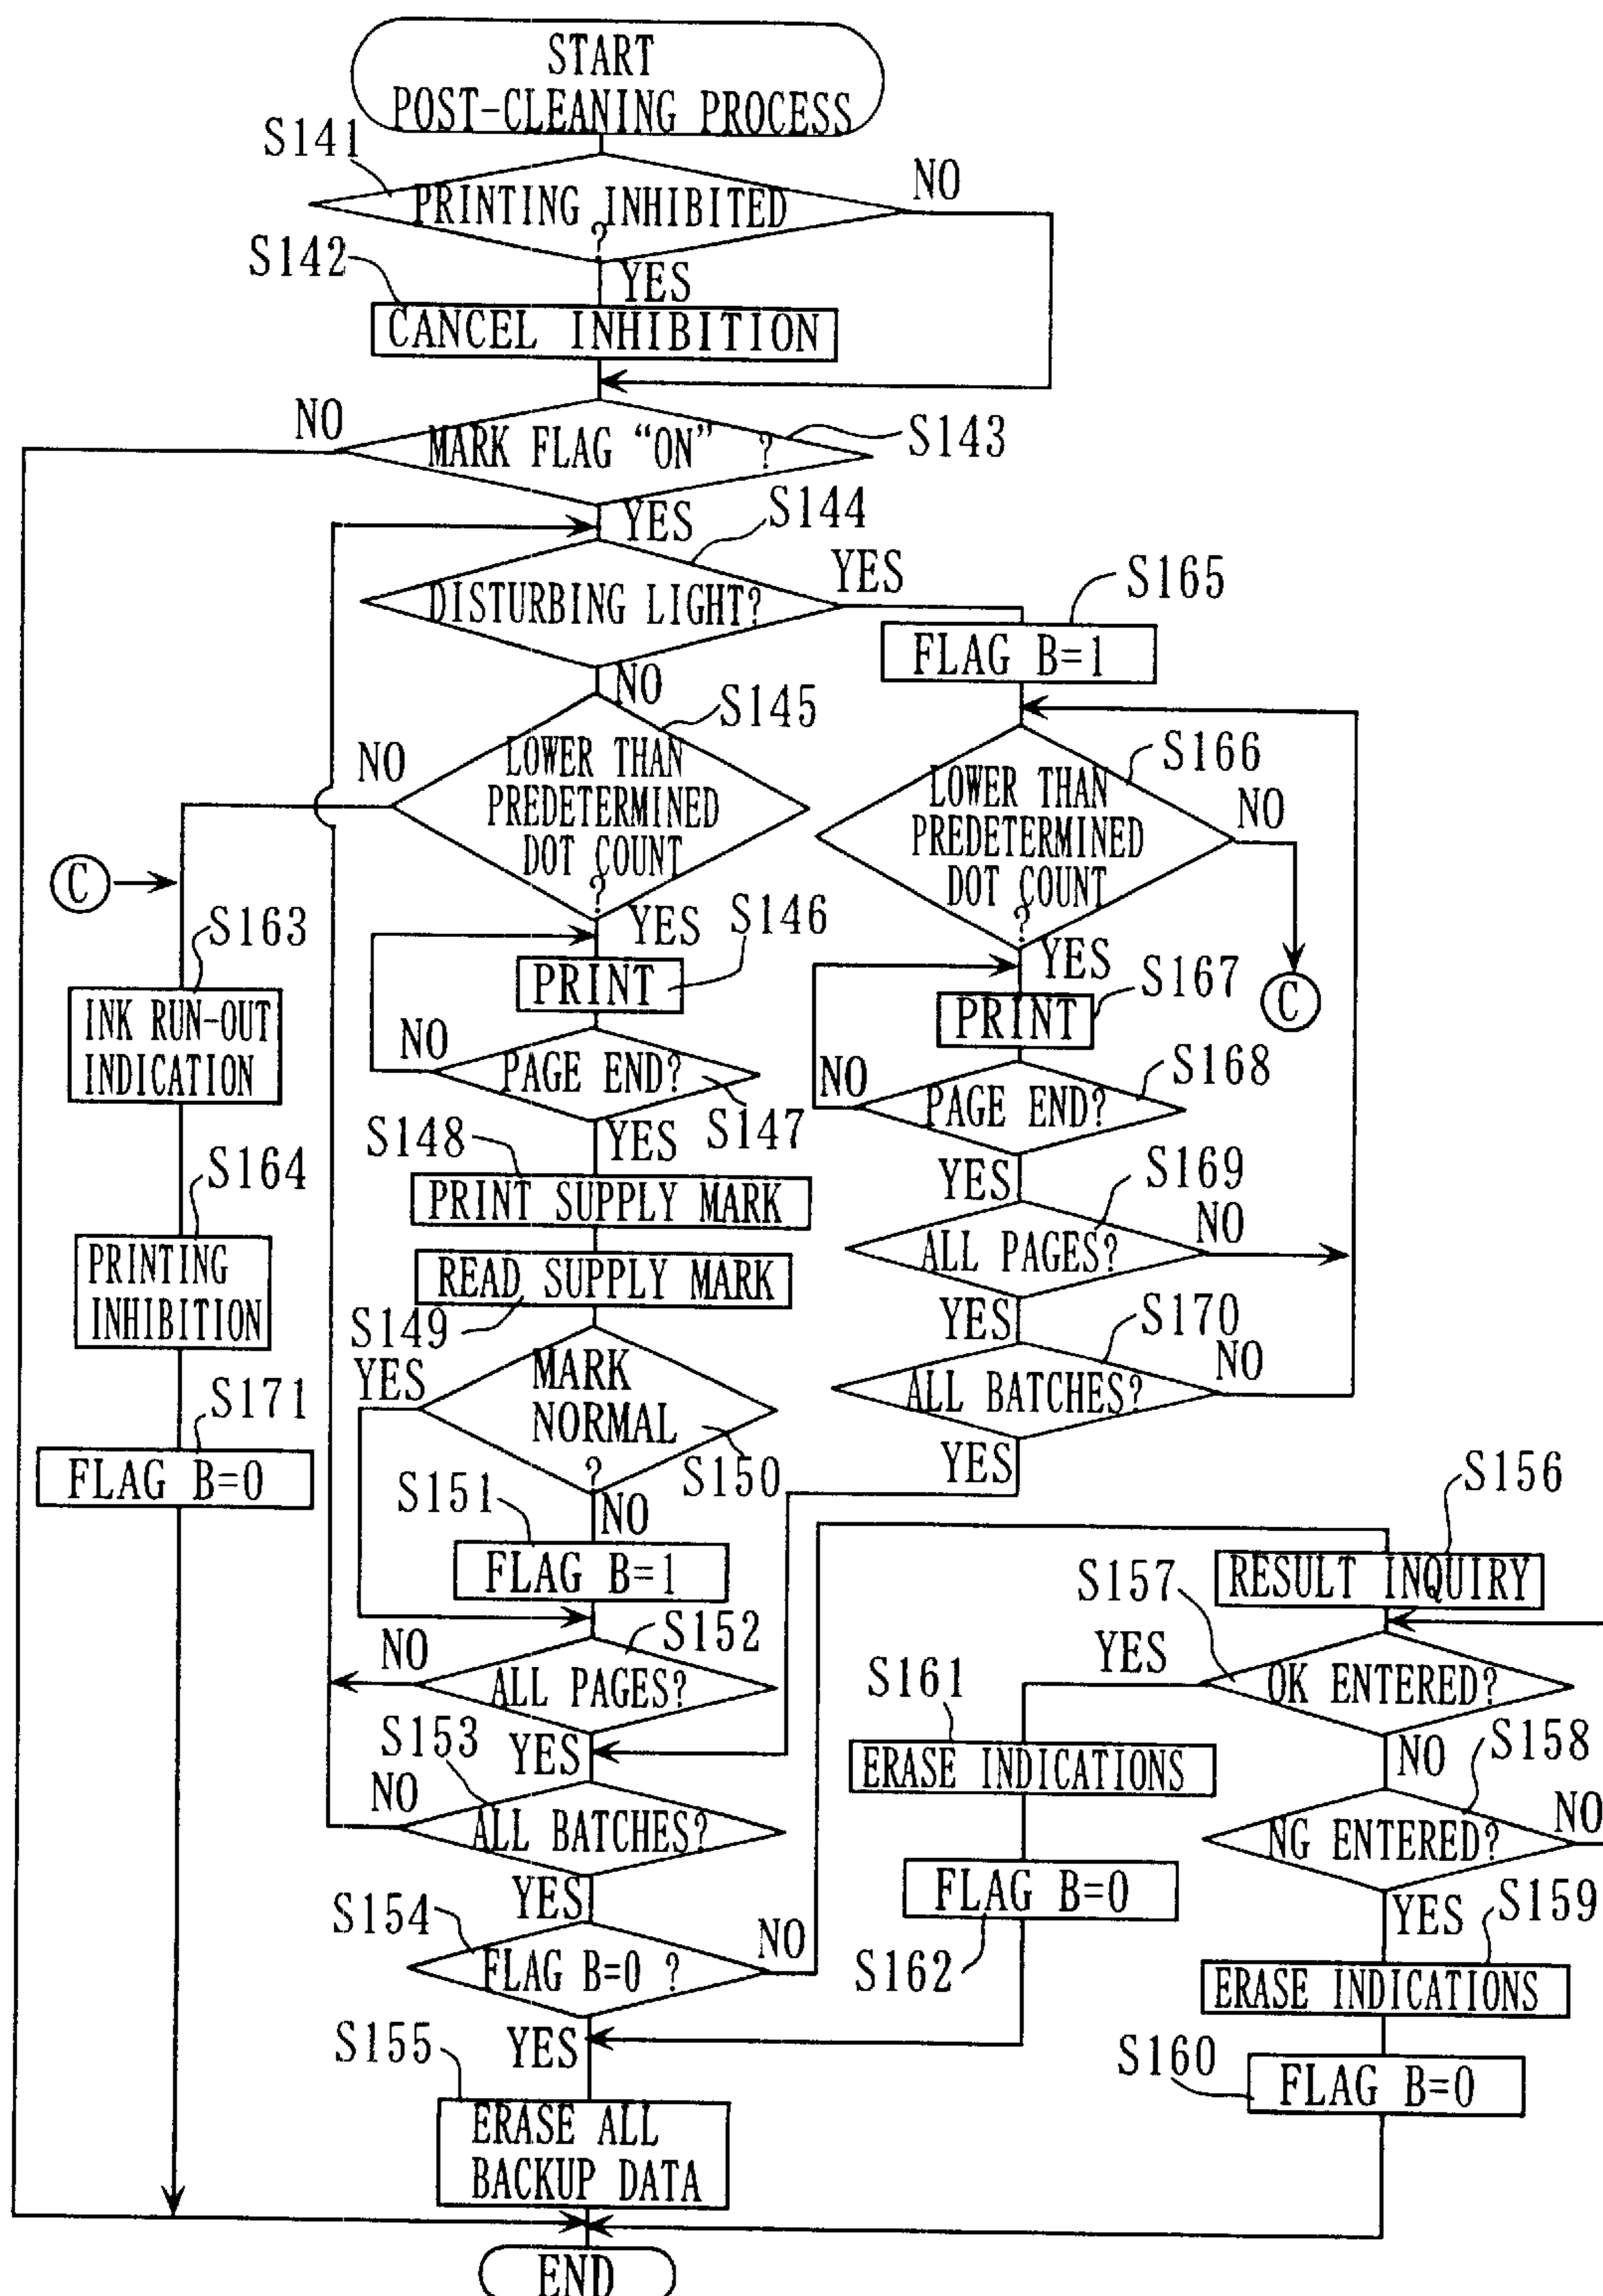 START
POST-CLEANING PROCESS
S141
PRINTING INHIBITED
?
NO
YES
S142
CANCEL INHIBITION
NO
MARK FLAG “ON” ?
S143
YES
S144
DISTURBING LIGHT?
YES
S165
FLAG B=1
NO
S145
NO
LOWER THAN
PREDETERMINED
DOT COUNT
?
S166
LOWER THAN
PREDETERMINED
DOT COUNT
?
NO
C
C
YES
S146
PRINT
YES
S167
PRINT
S163
INK RUN-OUT
INDICATION
NO
PAGE END?
S147
NO
PAGE END?
S168
S148
YES
PRINT SUPPLY MARK
YES
S169
ALL PAGES?
NO
S164
PRINTING
INHIBITION
READ SUPPLY MARK
S149
YES
MARK
NORMAL
?
S150
YES
S170
ALL BATCHES?
NO
YES
S171
FLAG B=0
S151
NO
FLAG B=1
S156
RESULT INQUIRY
S157
YES
OK ENTERED?
NO
S152
ALL PAGES?
NO
YES
S153
NO
ALL BATCHES?
S161
ERASE INDICATIONS
NO
S158
NG ENTERED?
NO
YES
S154
FLAG B=0 ?
NO
FLAG B=0
S162
YES
S159
ERASE INDICATIONS
S155
YES
S160
FLAG B=0
ERASE ALL
BACKUP DATA
END